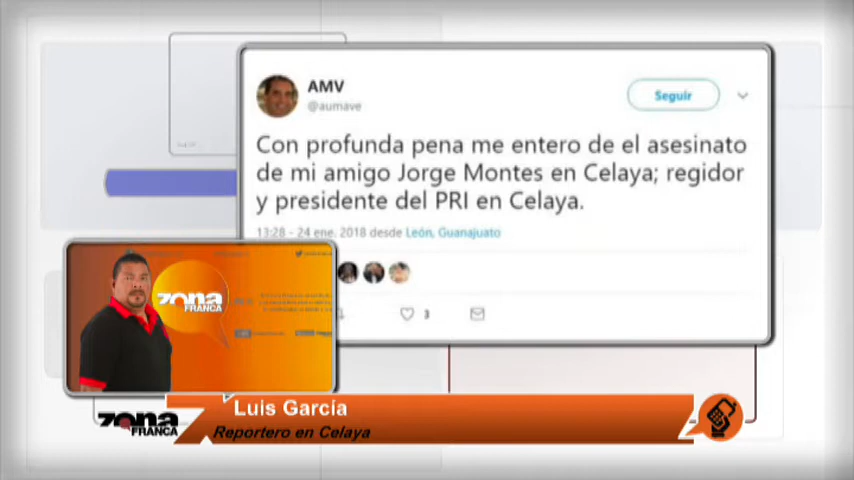 AMV
@aumave
Seguir
Con profunda pena me entero de el asesinato
de mi amigo Jorge Montes en Celaya; regidor
y presidente del PRI en Celaya.
13:28 - 24 ene. 2018 desde León, Guanajuato
3
ZONA
FRANCA
Luis García
Reportero en Celaya
ZONA
FRANCA